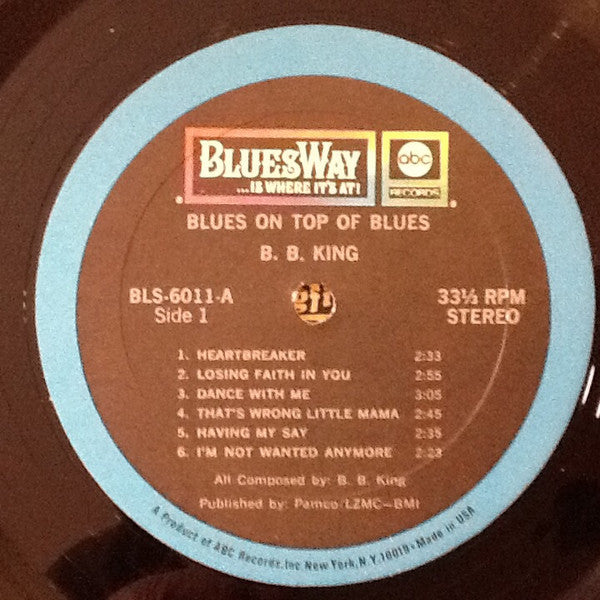 BLUESWAY
...IS WHERE IT'S AT!
abc
RECORDS
BLUES ON TOP OF BLUES
B. B. KING
BLS-6011-A
Side 1
33⅓ RPM
STEREO
1. HEARTBREAKER 2:33
2. LOSING FAITH IN YOU 2:55
3. DANCE WITH ME 3:05
4. THAT'S WRONG LITTLE MAMA 2:45
5. HAVING MY SAY 2:35
6. I'M NOT WANTED ANYMORE 2:23
All Composed by: B. B. King
Published by: Pamco/LZMC—BMI
A Product of ABC Records, Inc New York, N.Y. 10019 • Made in USA